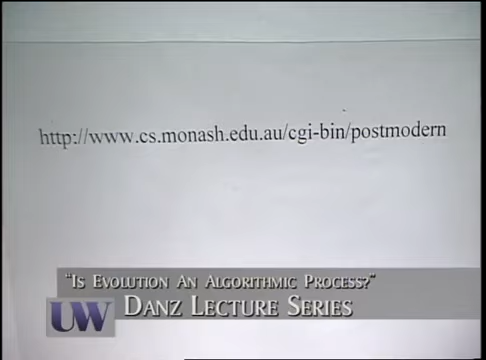 http://www.cs.monash.edu.au/cgi-bin/postmodern
"Is Evolution An Algorithmic Process?"
UW Danz Lecture Series